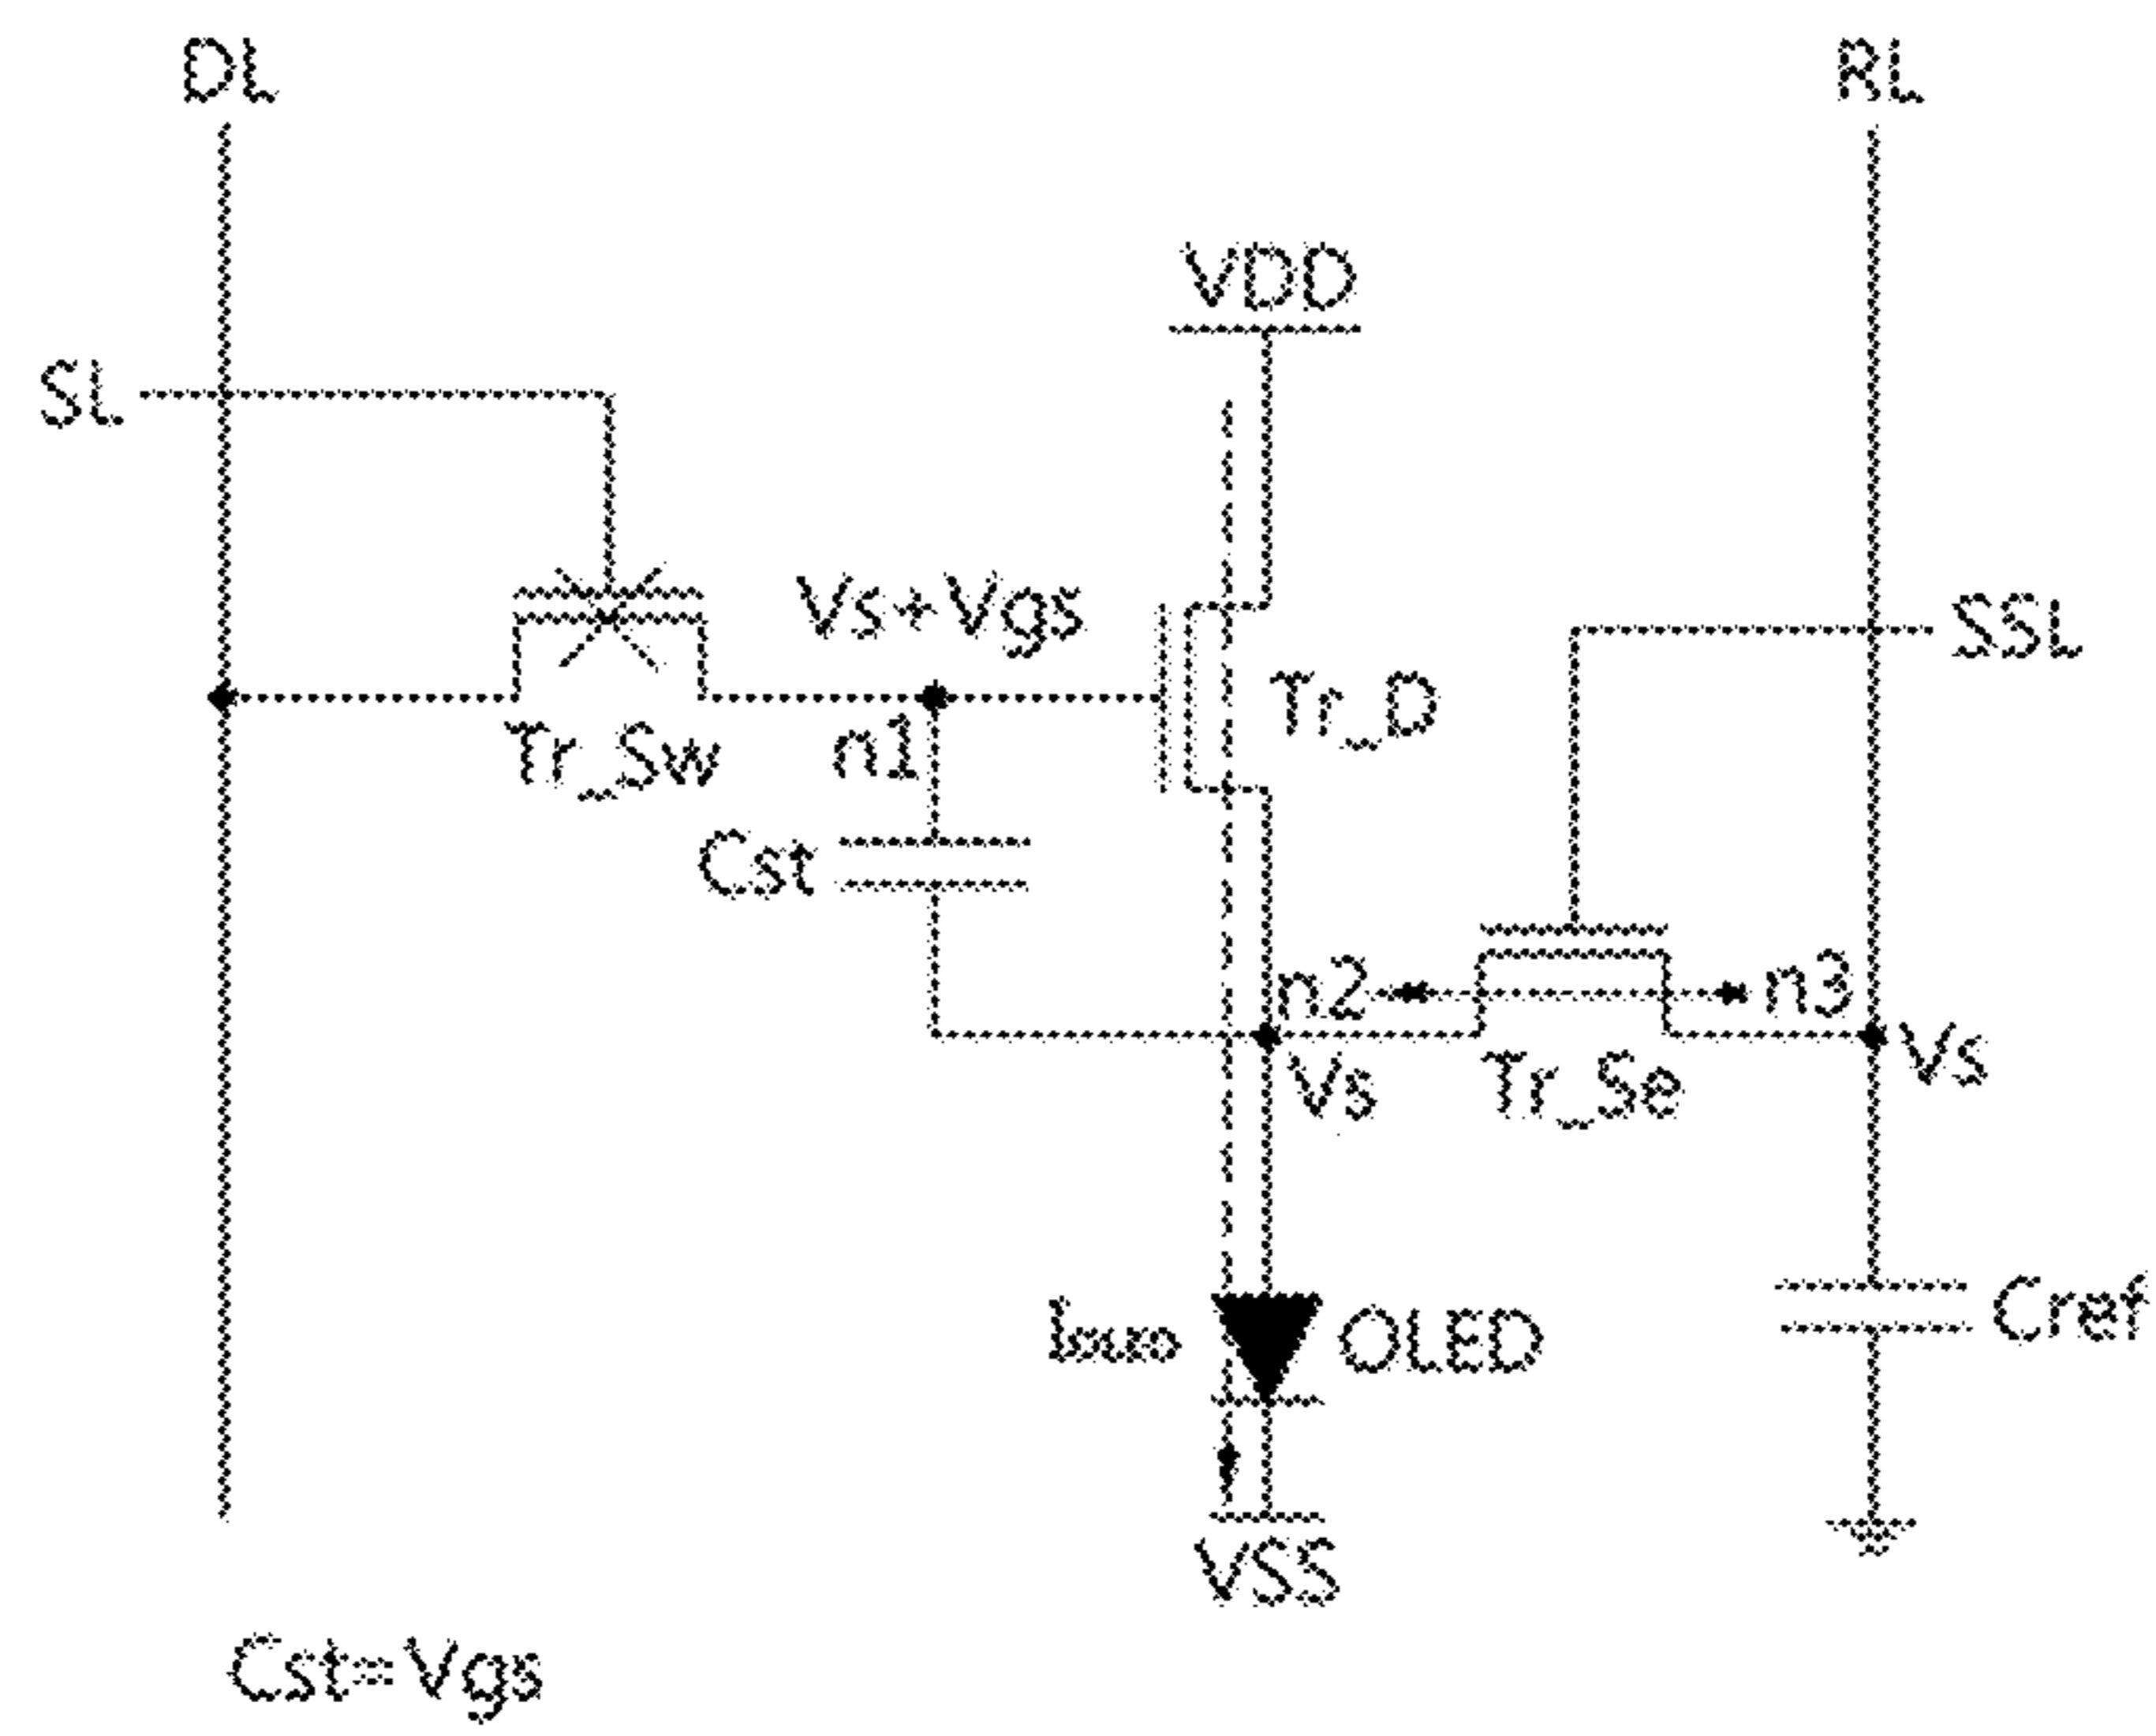 DL
RL
VDD
SL
Vs+Vgs
SSL
Tr_D
Tr_Sw
n1
Cst
n2
n3
Vs
Vs
Tr_Se
Cref
OLED
VSS
Cst=Vgs